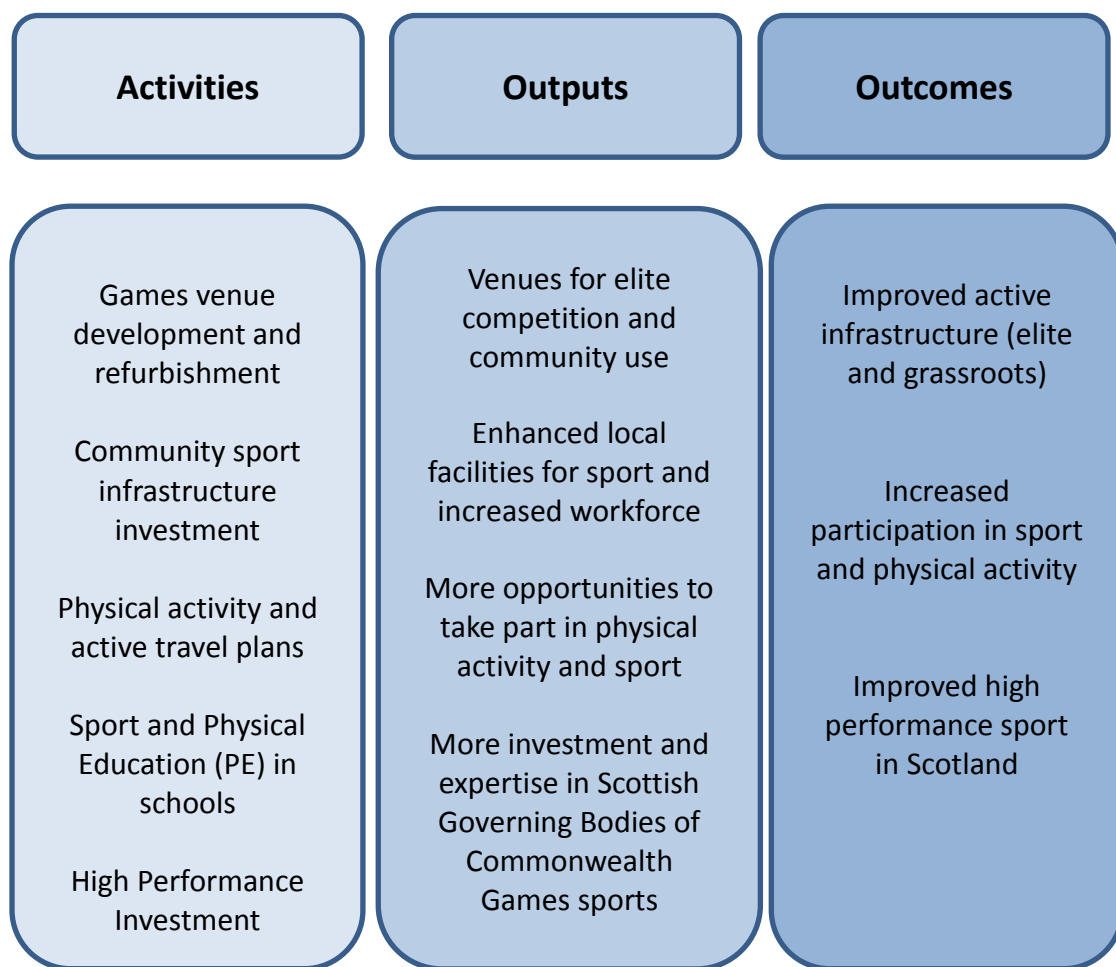 Activities
Outputs
Outcomes
Games venue
development and
refurbishment
Community sport
infrastructure
investment
Physical activity and
active travel plans
Sport and Physical
Education (PE) in
schools
High Performance
Investment
Venues for elite
competition and
community use
Enhanced local
facilities for sport and
increased workforce
More opportunities to
take part in physical
activity and sport
More investment and
expertise in Scottish
Governing Bodies of
Commonwealth
Games sports
Improved active
infrastructure (elite
and grassroots)
Increased
participation in sport
and physical activity
Improved high
performance sport
in Scotland